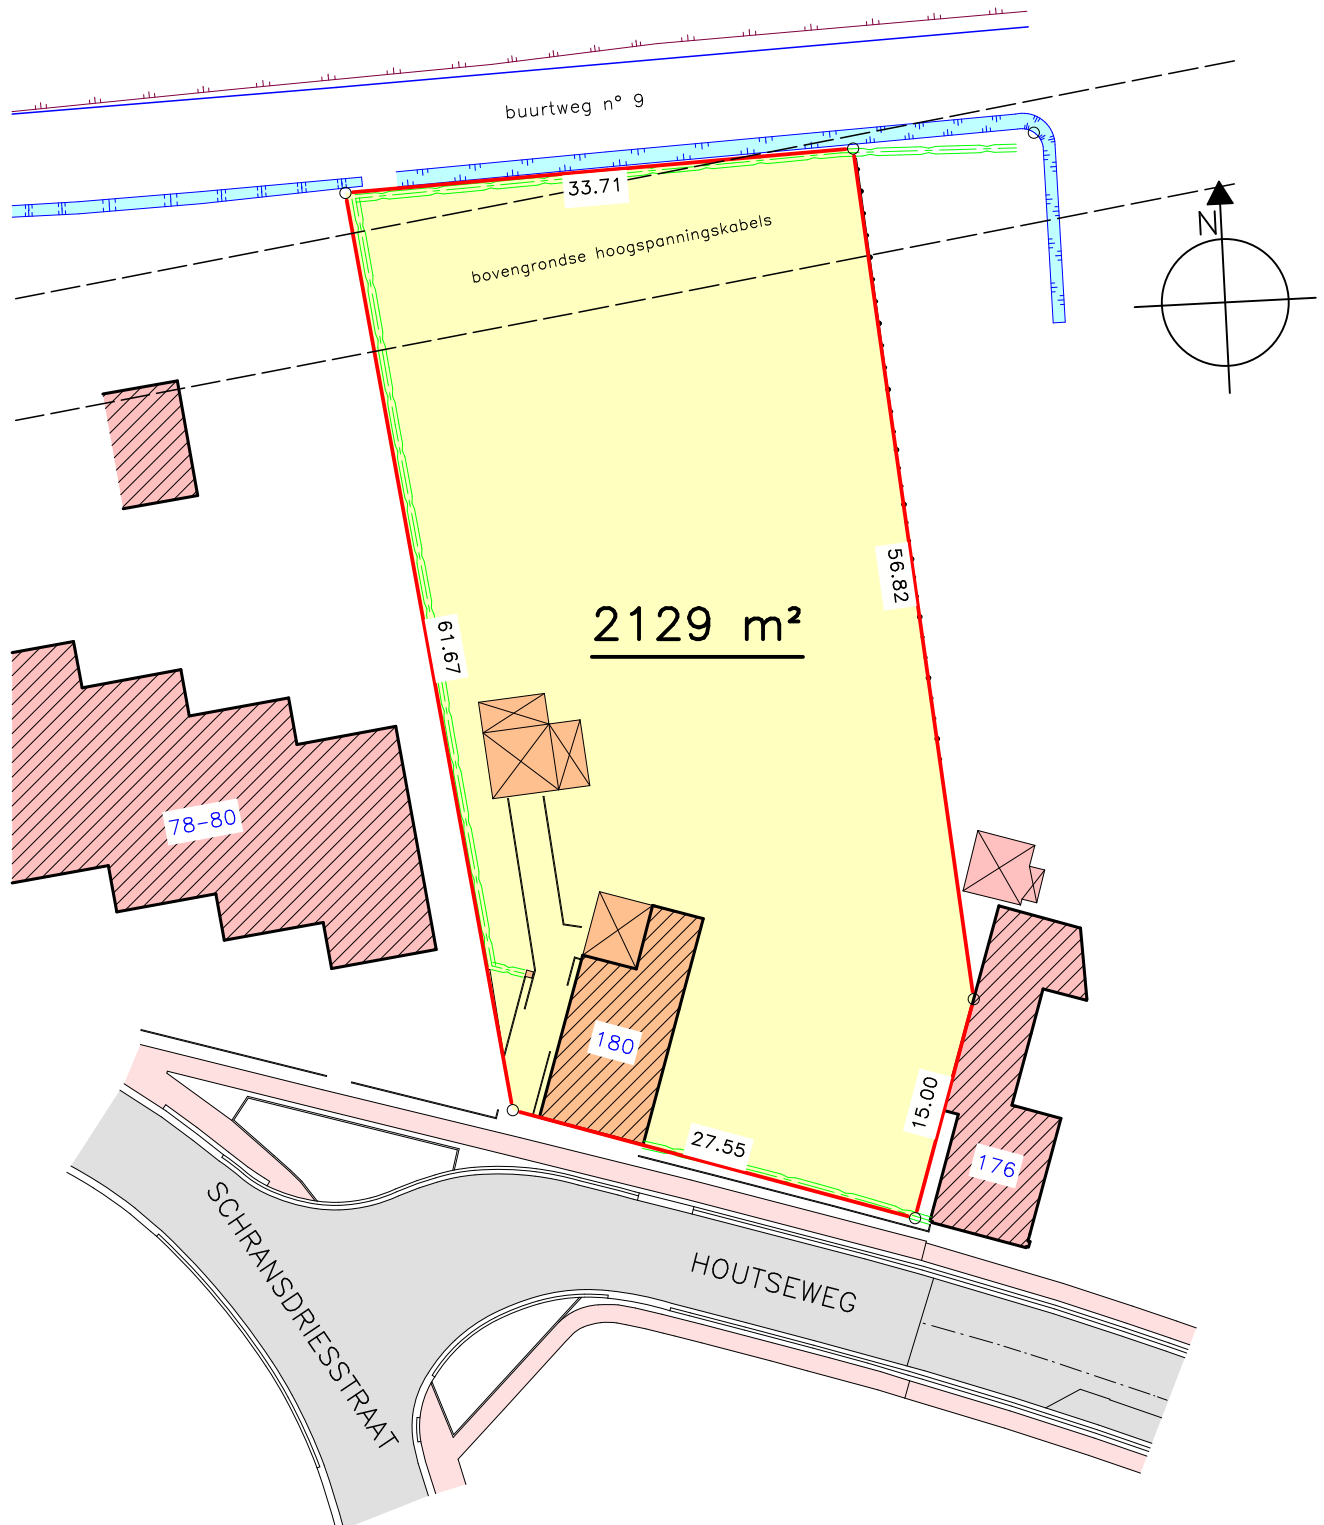 buurtweg n° 9
33.71
N
bovengrondse hoogspanningskabels
56.82
2129 m²
61.67
78-80
180
15.00
27.55
176
SCHRANSDRIESSTRAAT
HOUTSEWEG